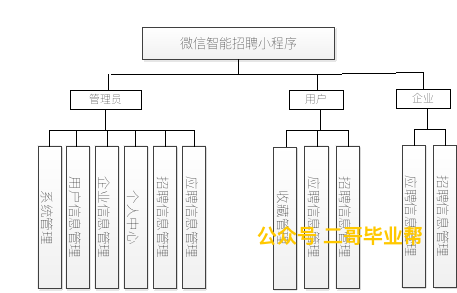 微信智能招聘小程序
管理员
用户
企业
系统管理
用户信息管理
企业信息管理
个人中心
招聘信息管理
应聘信息管理
收藏管理
应聘信息管理
招聘信息管理
应聘信息管理
招聘信息管理
公众号 二哥毕业帮